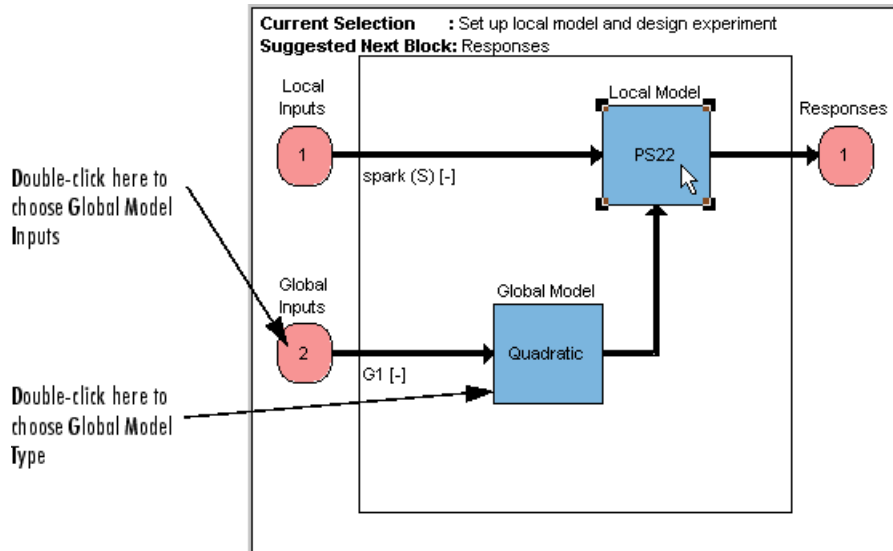 Current Selection : Set up local model and design experiment
Suggested Next Block: Responses
Local
Inputs
Local Model
Responses
1
PS22
1
spark (S) [-]
Double-click here to
choose Global Model
Inputs
Global
Inputs
Global Model
2
Quadratic
G1 [-]
Double-click here to
choose Global Model
Type